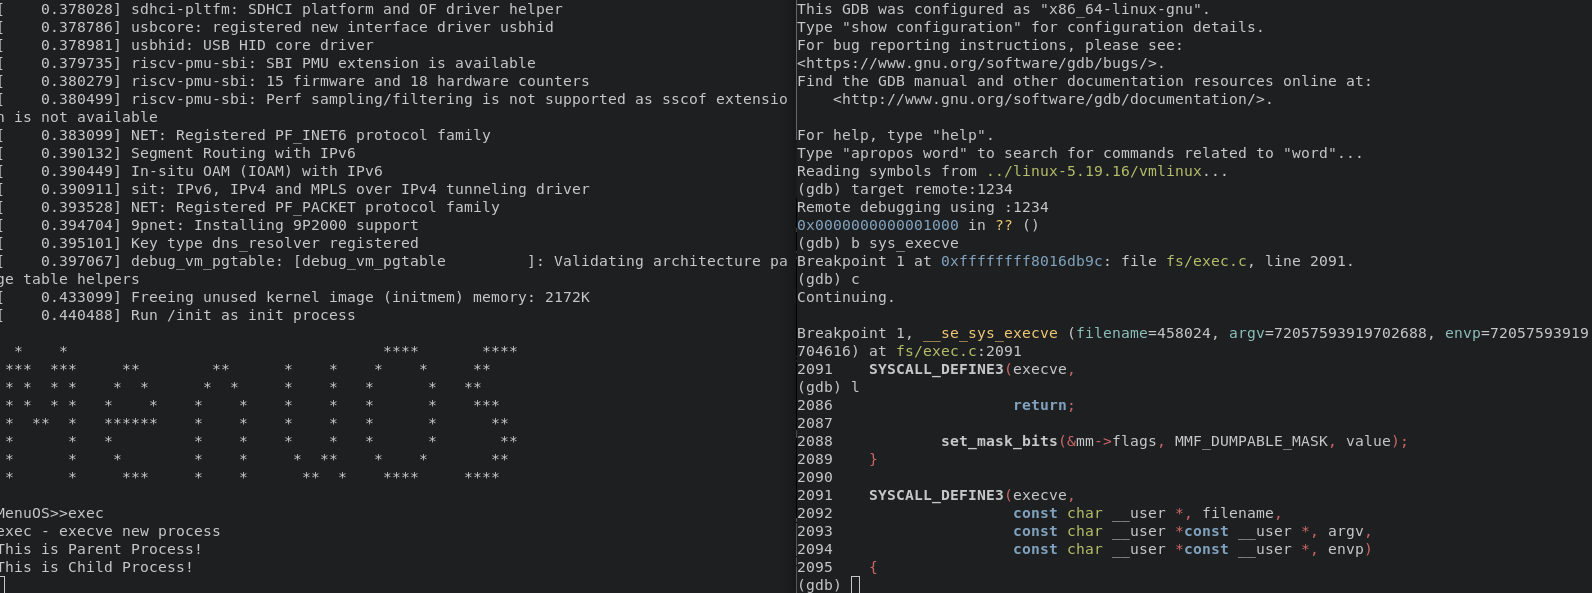 [    0.378028] sdhci-pltfm: SDHCI platform and OF driver helper
[    0.378786] usbcore: registered new interface driver usbhid
[    0.378981] usbhid: USB HID core driver
[    0.379735] riscv-pmu-sbi: SBI PMU extension is available
[    0.380279] riscv-pmu-sbi: 15 firmware and 18 hardware counters
[    0.380499] riscv-pmu-sbi: Perf sampling/filtering is not supported as sscof extensio
n is not available
[    0.383099] NET: Registered PF_INET6 protocol family
[    0.390132] Segment Routing with IPv6
[    0.390449] In-situ OAM (IOAM) with IPv6
[    0.390911] sit: IPv6, IPv4 and MPLS over IPv4 tunneling driver
[    0.393528] NET: Registered PF_PACKET protocol family
[    0.394704] 9pnet: Installing 9P2000 support
[    0.395101] Key type dns_resolver registered
[    0.397067] debug_vm_pgtable: [debug_vm_pgtable         ]: Validating architecture pa
ge table helpers
[    0.433099] Freeing unused kernel image (initmem) memory: 2172K
[    0.440488] Run /init as init process
MenuOS
MenuOS>>exec
exec - execve new process
This is Parent Process!
This is Child Process!
This GDB was configured as "x86_64-linux-gnu".
Type "show configuration" for configuration details.
For bug reporting instructions, please see:
<https://www.gnu.org/software/gdb/bugs/>.
Find the GDB manual and other documentation resources online at:
    <http://www.gnu.org/software/gdb/documentation/>.
For help, type "help".
Type "apropos word" to search for commands related to "word"...
Reading symbols from ../linux-5.19.16/vmlinux...
(gdb) target remote:1234
Remote debugging using :1234
0x0000000000001000 in ?? ()
(gdb) b sys_execve
Breakpoint 1 at 0xffffffff8016db9c: file fs/exec.c, line 2091.
(gdb) c
Continuing.
Breakpoint 1, __se_sys_execve (filename=458024, argv=72057593919702688, envp=72057593919
704616) at fs/exec.c:2091
2091    SYSCALL_DEFINE3(execve,
(gdb) l
2086                    return;
2087
2088            set_mask_bits(&mm->flags, MMF_DUMPABLE_MASK, value);
2089    }
2090
2091    SYSCALL_DEFINE3(execve,
2092                    const char __user *, filename,
2093                    const char __user *const __user *, argv,
2094                    const char __user *const __user *, envp)
2095    {
(gdb)